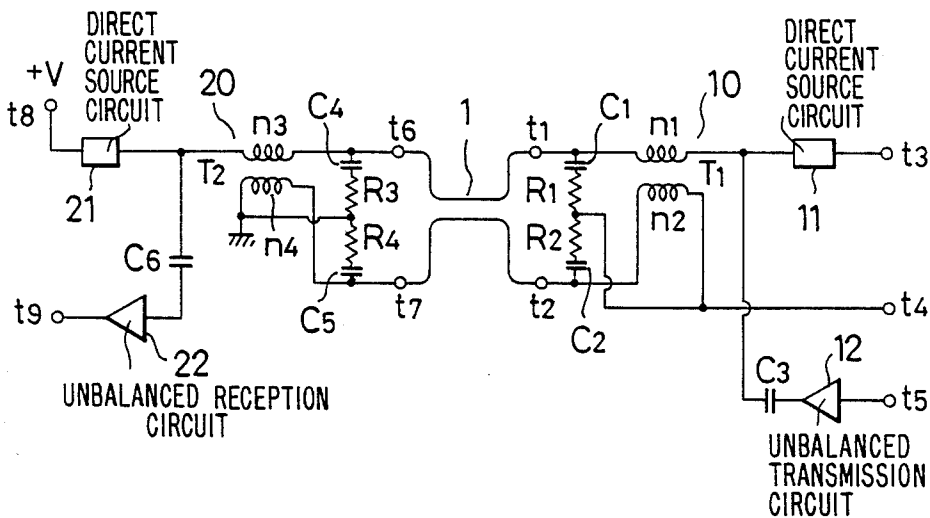 DIRECT
CURRENT
SOURCE
CIRCUIT
+V
t8
21
20
n3
T2
n4
C4
R3
R4
C5
t6
t7
1
t1
t2
C1
R1
R2
C2
n1
10
T1
n2
DIRECT
CURRENT
SOURCE
CIRCUIT
11
t3
t4
C6
t9
22
UNBALANCED RECEPTION
CIRCUIT
C3
12
t5
UNBALANCED
TRANSMISSION
CIRCUIT